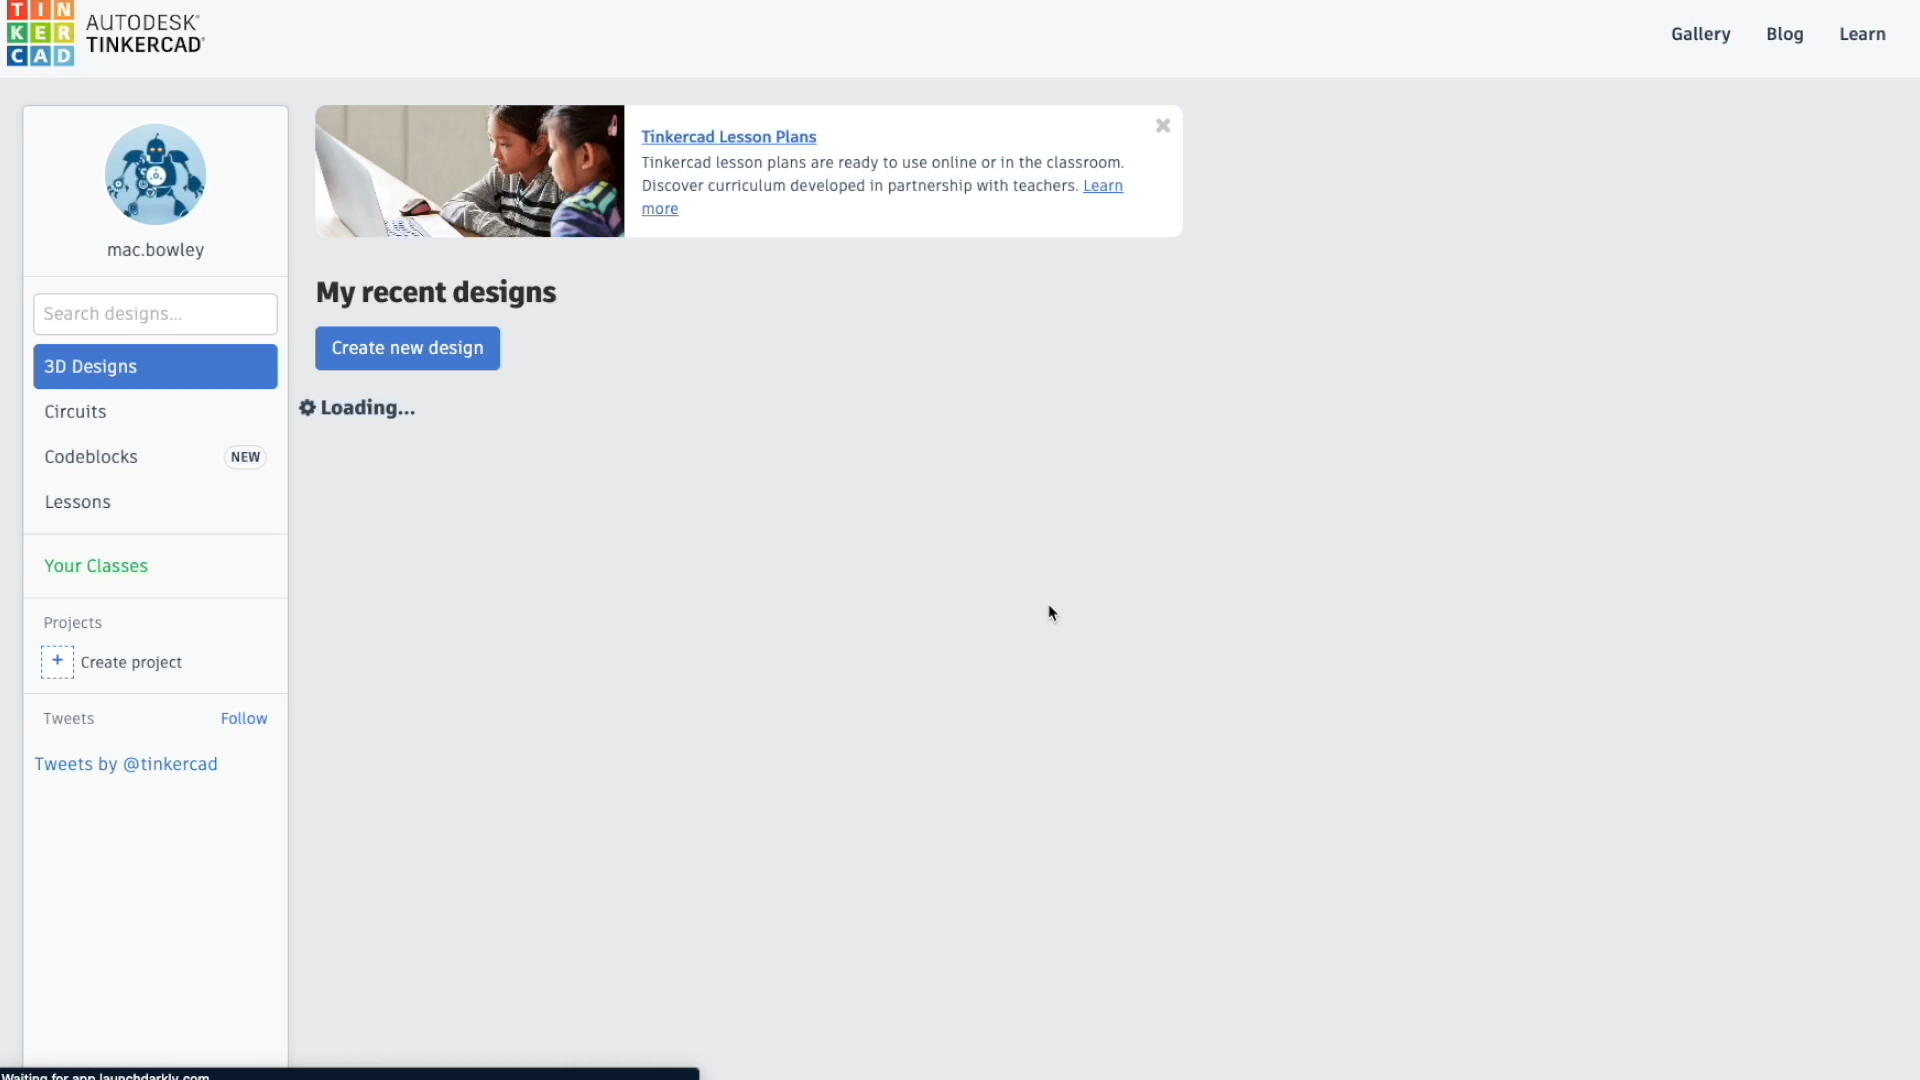 TIN
KER
CAD
AUTODESK®
TINKERCAD®
Gallery
Blog
Learn
mac.bowley
Search designs...
3D Designs
Circuits
Codeblocks
NEW
Lessons
Your Classes
Projects
+
Create project
Tweets
Follow
Tweets by @tinkercad
Tinkercad Lesson Plans
Tinkercad lesson plans are ready to use online or in the classroom.
Discover curriculum developed in partnership with teachers. Learn
more
My recent designs
Create new design
Loading...
Waiting for app.launchdarkly.com...